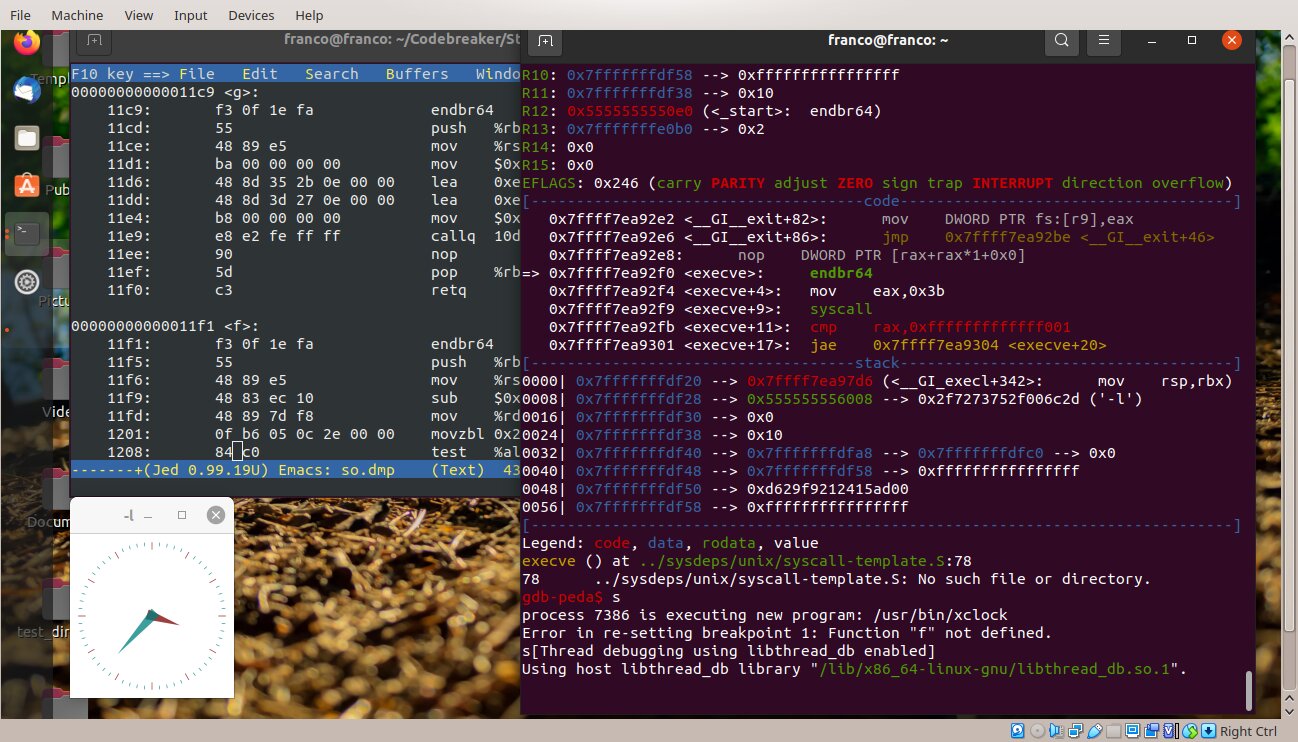 File Machine View Input Devices Help
franco@franco: ~/Codebreaker/St
F10 key ==> File Edit Search Buffers Windo
00000000000011c9 <g>:
11c9: f3 0f 1e fa endbr64
11cd: 55 push %rb
11ce: 48 89 e5 mov %rs
11d1: ba 00 00 00 00 mov $0x
11d6: 48 8d 35 2b 0e 00 00 lea 0xe
11dd: 48 8d 3d 27 0e 00 00 lea 0xe
11e4: b8 00 00 00 00 mov $0x
11e9: e8 e2 fe ff ff callq 10d
11ee: 90 nop
11ef: 5d pop %rb
11f0: c3 retq
00000000000011f1 <f>:
11f1: f3 0f 1e fa endbr64
11f5: 55 push %rb
11f6: 48 89 e5 mov %rs
11f9: 48 83 ec 10 sub $0x
11fd: 48 89 7d f8 mov %rd
1201: 0f b6 05 0c 2e 00 00 movzbl 0x2
1208: 84 c0 test %al
-------+(Jed 0.99.19U) Emacs: so.dmp (Text) 43
Templ
Pub
Pictu
Vide
Docum
test_dir
-l
franco@franco: ~
R10: 0x7fffffffdf58 --> 0xffffffffffffffff
R11: 0x7fffffffdf38 --> 0x10
R12: 0x5555555550e0 (<_start>: endbr64)
R13: 0x7fffffffe0b0 --> 0x2
R14: 0x0
R15: 0x0
EFLAGS: 0x246 (carry PARITY adjust ZERO sign trap INTERRUPT direction overflow)
[-------------------------------------code-------------------------------------]
0x7ffff7ea92e2 <__GI__exit+82>: mov DWORD PTR fs:[r9],eax
0x7ffff7ea92e6 <__GI__exit+86>: jmp 0x7ffff7ea92be <__GI__exit+46>
0x7ffff7ea92e8: nop DWORD PTR [rax+rax*1+0x0]
=> 0x7ffff7ea92f0 <execve>: endbr64
0x7ffff7ea92f4 <execve+4>: mov eax,0x3b
0x7ffff7ea92f9 <execve+9>: syscall
0x7ffff7ea92fb <execve+11>: cmp rax,0xfffffffffffff001
0x7ffff7ea9301 <execve+17>: jae 0x7ffff7ea9304 <execve+20>
[------------------------------------stack-------------------------------------]
0000| 0x7fffffffdf20 --> 0x7ffff7ea97d6 (<__GI_execl+342>: mov rsp,rbx)
0008| 0x7fffffffdf28 --> 0x555555556008 --> 0x2f7273752f006c2d ('-l')
0016| 0x7fffffffdf30 --> 0x0
0024| 0x7fffffffdf38 --> 0x10
0032| 0x7fffffffdf40 --> 0x7fffffffdfa8 --> 0x7fffffffdfc0 --> 0x0
0040| 0x7fffffffdf48 --> 0x7fffffffdf58 --> 0xffffffffffffffff
0048| 0x7fffffffdf50 --> 0xd629f9212415ad00
0056| 0x7fffffffdf58 --> 0xffffffffffffffff
[------------------------------------------------------------------------------]
Legend: code, data, rodata, value
execve () at ../sysdeps/unix/syscall-template.S:78
78 ../sysdeps/unix/syscall-template.S: No such file or directory.
gdb-peda$ s
process 7386 is executing new program: /usr/bin/xclock
Error in re-setting breakpoint 1: Function "f" not defined.
s[Thread debugging using libthread_db enabled]
Using host libthread_db library "/lib/x86_64-linux-gnu/libthread_db.so.1".
Right Ctrl